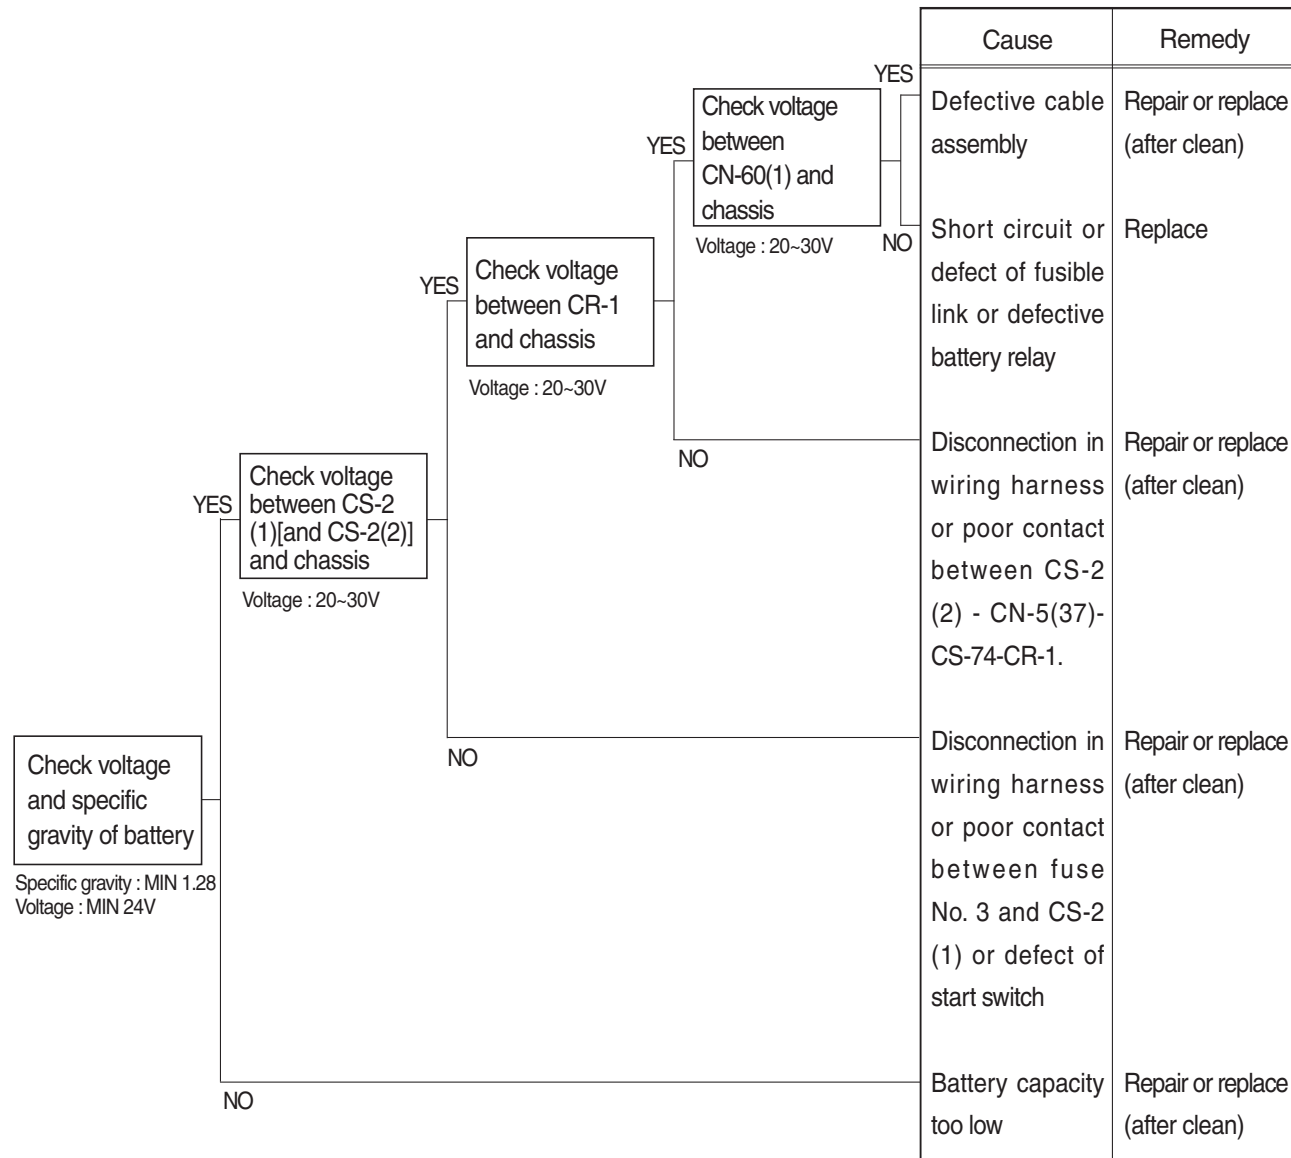 Cause
Remedy
YES
Check voltage
between
CN-60(1) and
chassis
Voltage : 20~30V
YES
NO
Defective cable
assembly
Repair or replace
(after clean)
Short circuit or
defect of fusible
link or defective
battery relay
Replace
YES
Check voltage
between CR-1
and chassis
Voltage : 20~30V
NO
Disconnection in
wiring harness
or poor contact
between CS-2
(2) - CN-5(37)-
CS-74-CR-1.
Repair or replace
(after clean)
YES
Check voltage
between CS-2
(1)[and CS-2(2)]
and chassis
Voltage : 20~30V
NO
Disconnection in
wiring harness
or poor contact
between fuse
No. 3 and CS-2
(1) or defect of
start switch
Repair or replace
(after clean)
Check voltage
and specific
gravity of battery
Specific gravity : MIN 1.28
Voltage : MIN 24V
NO
Battery capacity
too low
Repair or replace
(after clean)